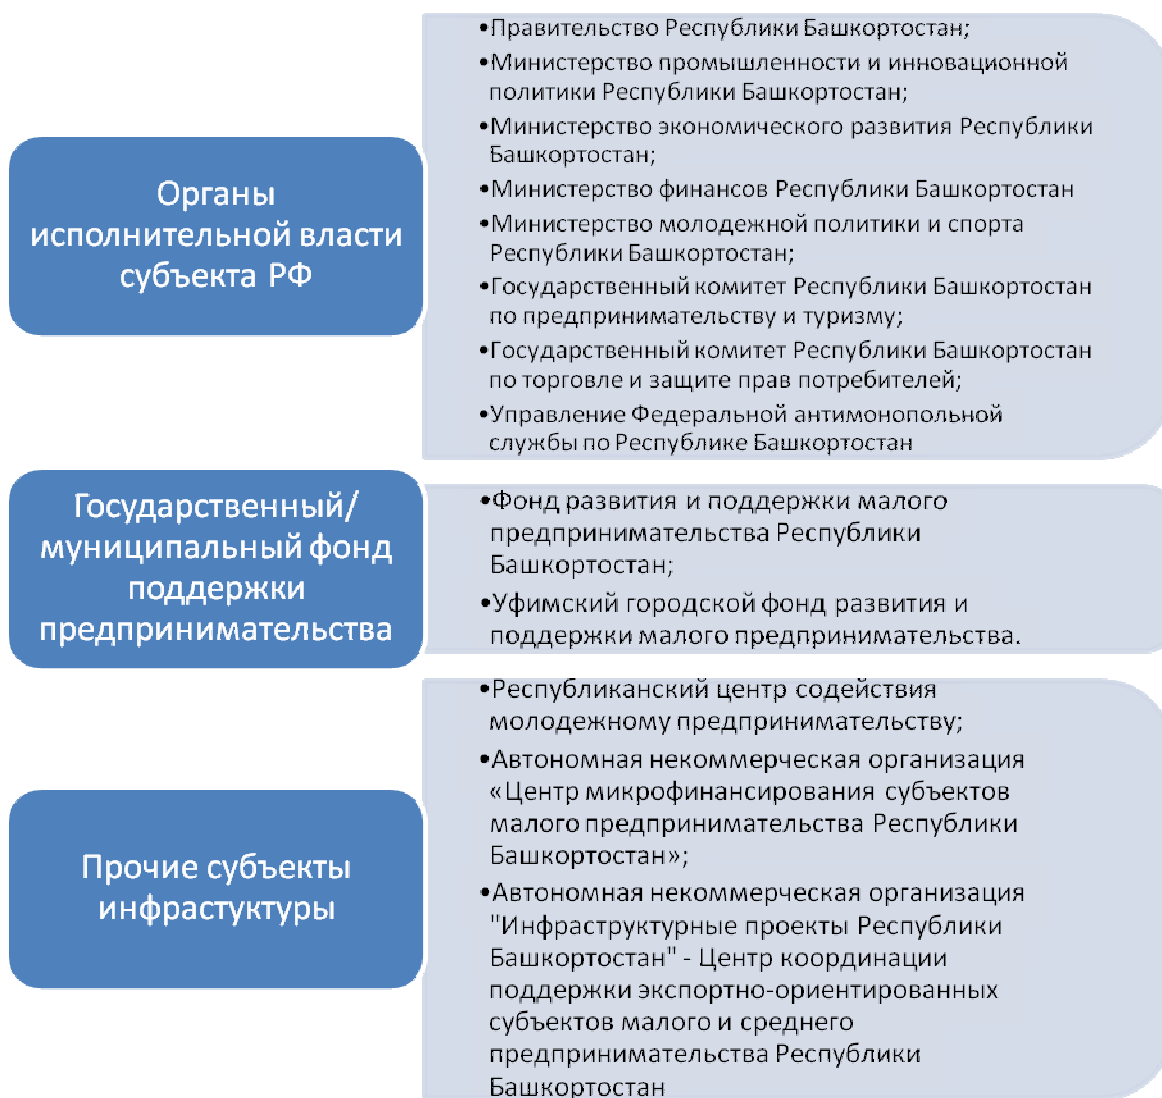 Органы
исполнительной власти
субъекта РФ
•Правительство Республики Башкортостан;
•Министерство промышленности и инновационной
политики Республики Башкортостан;
•Министерство экономического развития Республики
Башкортостан;
•Министерство финансов Республики Башкортостан
•Министерство молодежной политики и спорта
Республики Башкортостан;
•Государственный комитет Республики Башкортостан
по предпринимательству и туризму;
•Государственный комитет Республики Башкортостан
по торговле и защите прав потребителей;
•Управление Федеральной антимонопольной
службы по Республике Башкортостан
Государственный/
муниципальный фонд
поддержки
предпринимательства
•Фонд развития и поддержки малого
предпринимательства Республики
Башкортостан;
•Уфимский городской фонд развития и
поддержки малого предпринимательства.
Прочие субъекты
инфрастуктуры
•Республиканский центр содействия
молодежному предпринимательству;
•Автономная некоммерческая организация
«Центр микрофинансирования субъектов
малого предпринимательства Республики
Башкортостан»;
•Автономная некоммерческая организация
"Инфраструктурные проекты Республики
Башкортостан" - Центр координации
поддержки экспортно-ориентированных
субъектов малого и среднего
предпринимательства Республики
Башкортостан